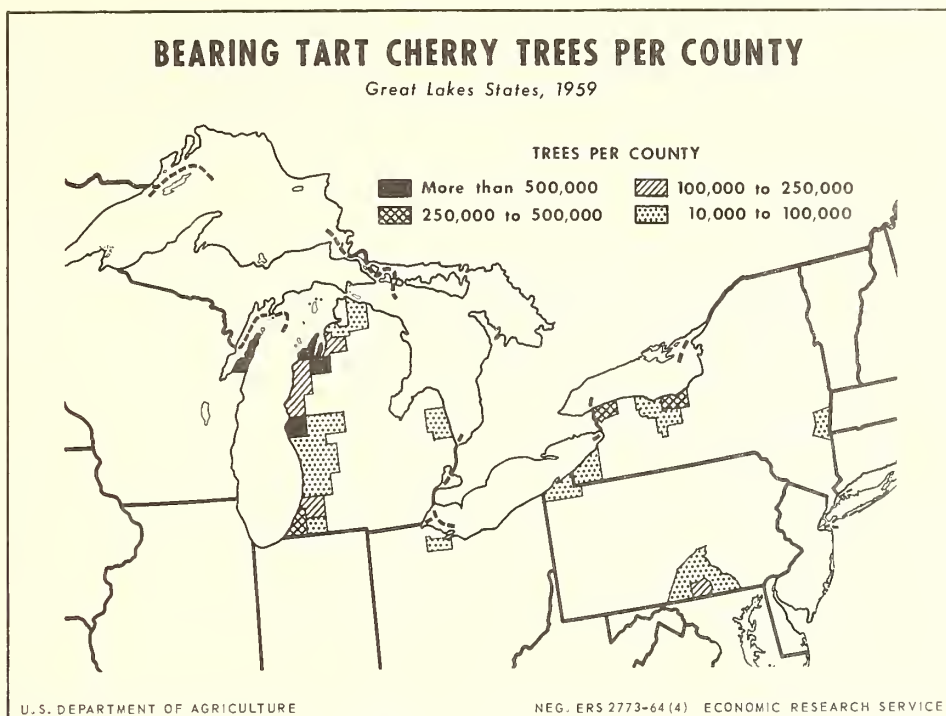 BEARING TART CHERRY TREES PER COUNTY
Great Lakes States, 1959
TREES PER COUNTY
More than 500,000
100,000 to 250,000
250,000 to 500,000
10,000 to 100,000
U.S. DEPARTMENT OF AGRICULTURE
NEG. ERS 2773-64(4) ECONOMIC RESEARCH SERVICE